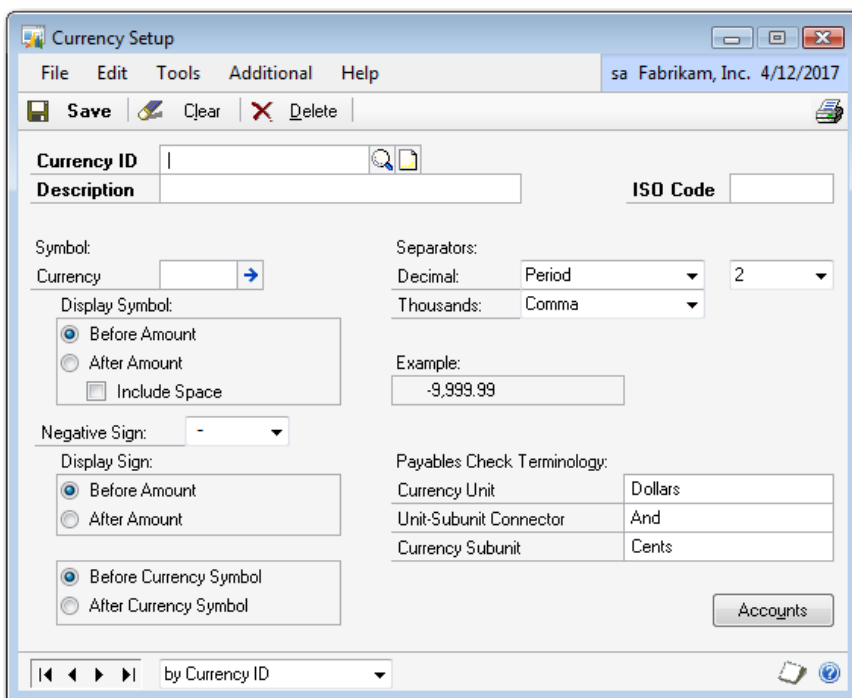 Currency Setup
File Edit Tools Additional Help sa Fabrikam, Inc. 4/12/2017
Save Clear Delete
Currency ID
Description ISO Code
Symbol: Separators:
Currency Decimal: Period 2
Display Symbol: Thousands: Comma
Before Amount
After Amount Example:
Include Space -9,999.99
Negative Sign: -
Display Sign: Payables Check Terminology:
Before Amount Currency Unit Dollars
After Amount Unit-Subunit Connector And
Currency Subunit Cents
Before Currency Symbol
After Currency Symbol Accounts
by Currency ID